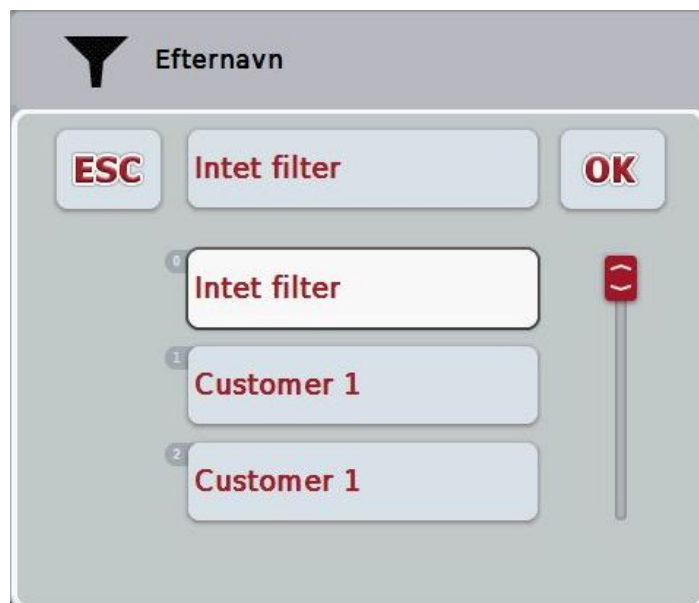 Efternavn
ESC
Intet filter
OK
0
Intet filter
1
Customer 1
2
Customer 1